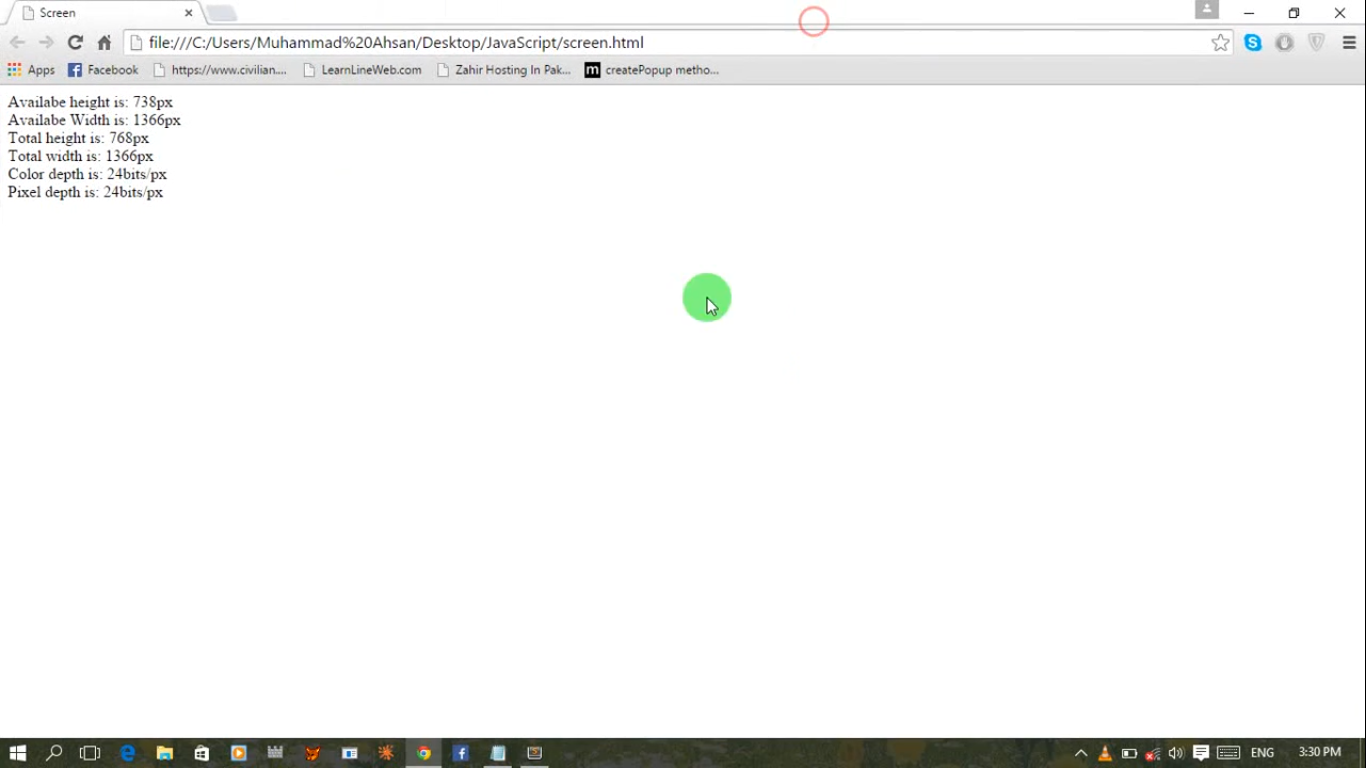 Screen
file:///C:/Users/Muhammad%20Ahsan/Desktop/JavaScript/screen.html
Apps Facebook https://www.civilian.... LearnLineWeb.com Zahir Hosting In Pak... m createPopup metho...
Availabe height is: 738px
Availabe Width is: 1366px
Total height is: 768px
Total width is: 1366px
Color depth is: 24bits/px
Pixel depth is: 24bits/px
ENG 3:30 PM